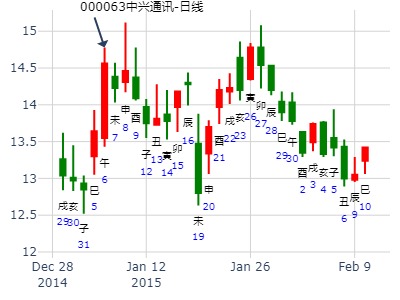 000063中兴通讯-日线
15
14.5
14
13.5
13
12.5
12
戌
29
亥
30
子
31
巳
5
午
6
未
7
申
8
酉
9
子
12
丑
13
寅
14
卯
15
辰
16
未
19
申
20
酉
21
戌
22
亥
23
寅
26
卯
27
辰
28
巳
29
午
30
酉
2
戌
3
亥
4
子
5
丑
6
辰
9
巳
10
Dec 28
2014
Jan 12
2015
Jan 26
Feb 9